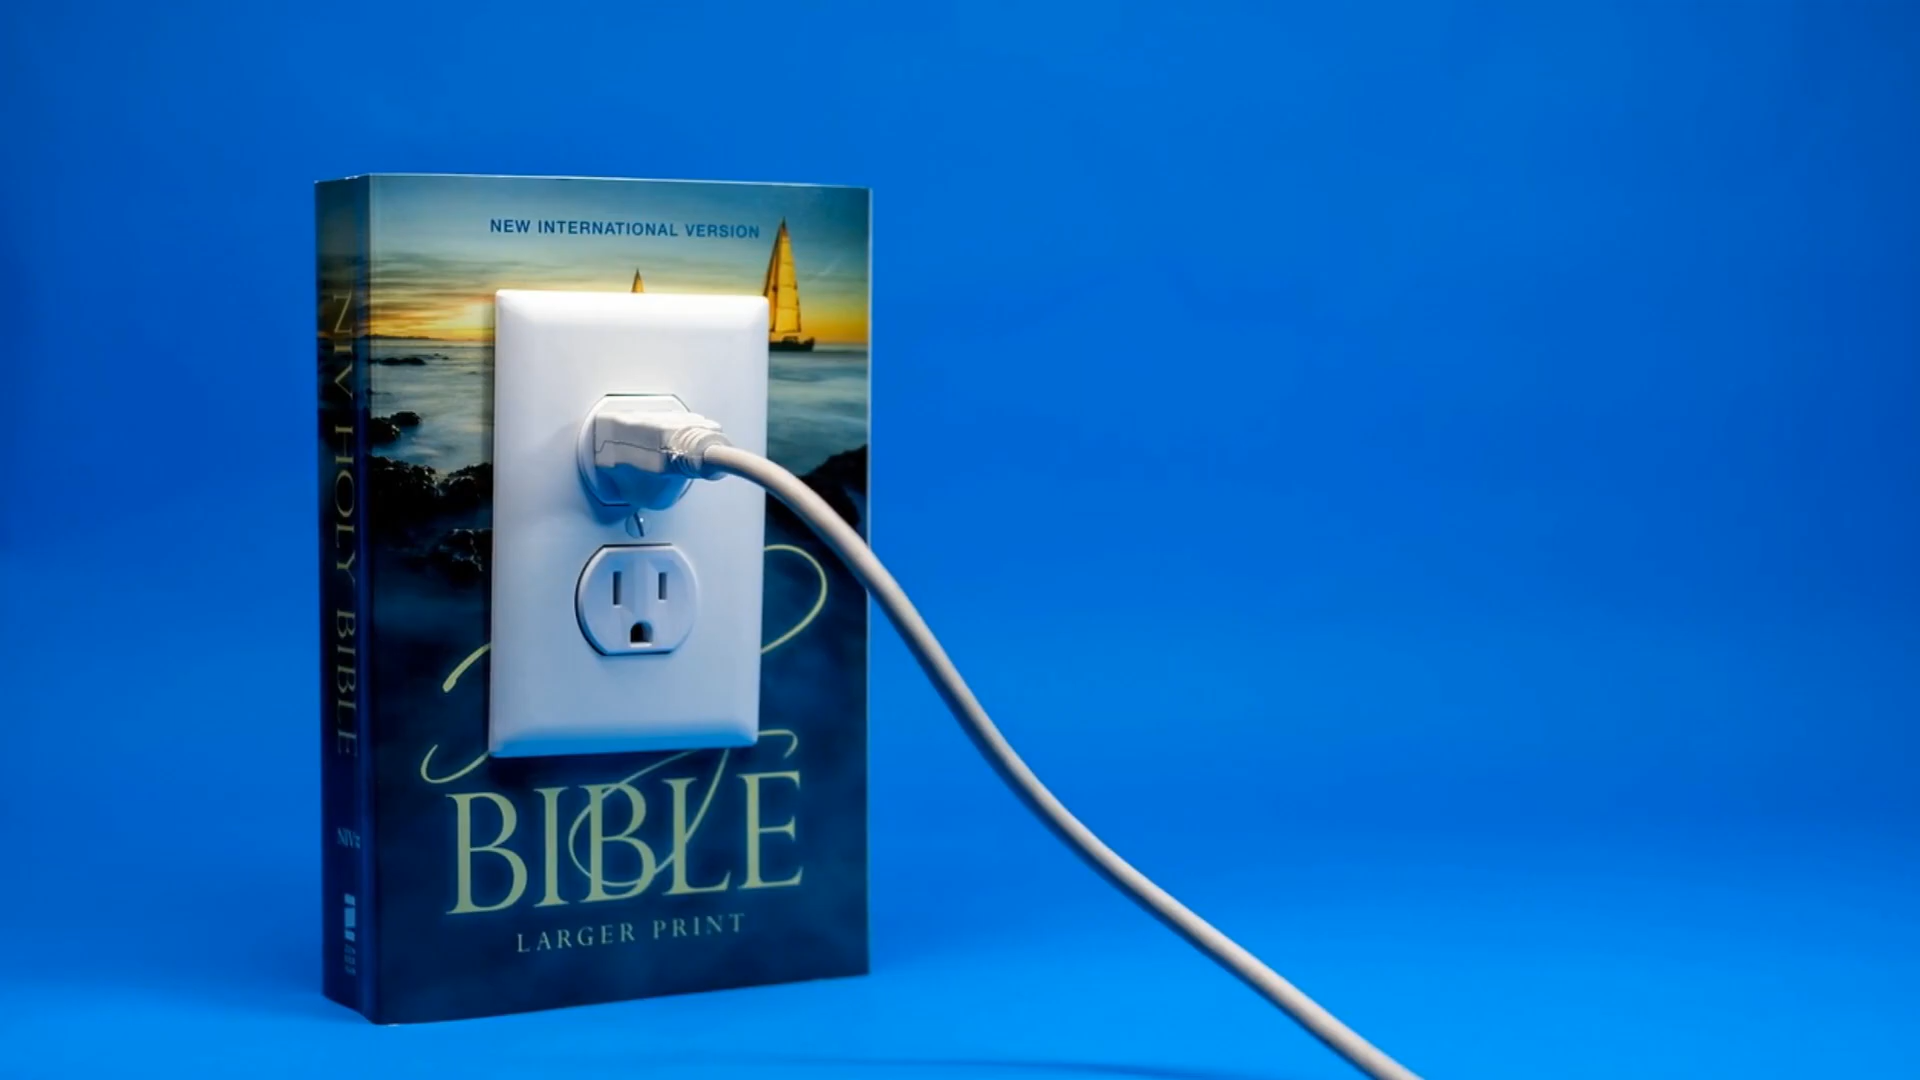 NEW INTERNATIONAL VERSION
BIBLE
LARGER PRINT
NIV HOLY BIBLE
NIV